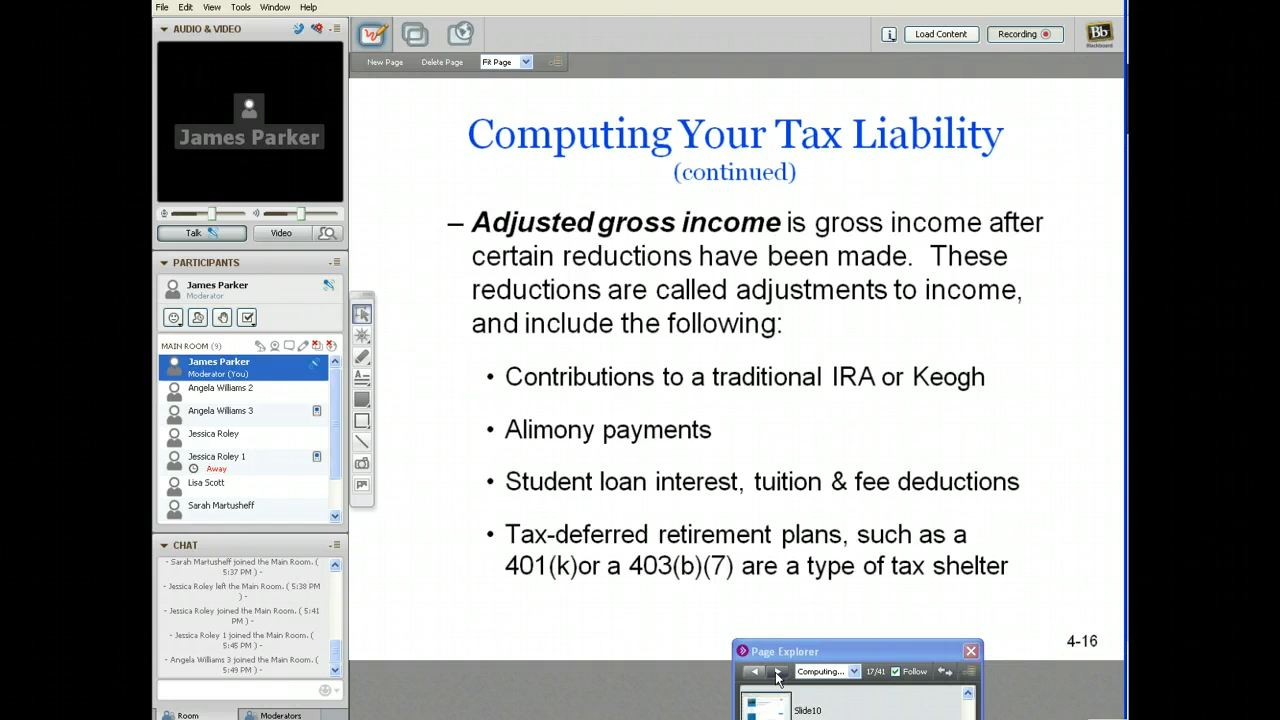 File Edit View Tools Window Help
AUDIO & VIDEO
James Parker
Talk
Video
PARTICIPANTS
James Parker
Moderator
MAIN ROOM (9)
James Parker
Moderator (You)
Angela Williams 2
Angela Williams 3
Jessica Roley
Jessica Roley 1
Away
Lisa Scott
Sarah Martusheff
CHAT
- Sarah Martusheff joined the Main Room. (
5:37 PM ) -
- Jessica Roley left the Main Room. ( 5:38 PM
) -
- Jessica Roley joined the Main Room. ( 5:41
PM ) -
- Jessica Roley 1 joined the Main Room. (
5:45 PM ) -
- Angela Williams 3 joined the Main Room. (
5:49 PM ) -
Room
Moderators
Load Content
Recording
Bb
Blackboard
New Page
Delete Page
Fit Page
Computing Your Tax Liability
(continued)
– Adjusted gross income is gross income after
certain reductions have been made. These
reductions are called adjustments to income,
and include the following:
• Contributions to a traditional IRA or Keogh
• Alimony payments
• Student loan interest, tuition & fee deductions
• Tax-deferred retirement plans, such as a
401(k)or a 403(b)(7) are a type of tax shelter
4-16
Page Explorer
Computing...
17/41
Follow
Slide10